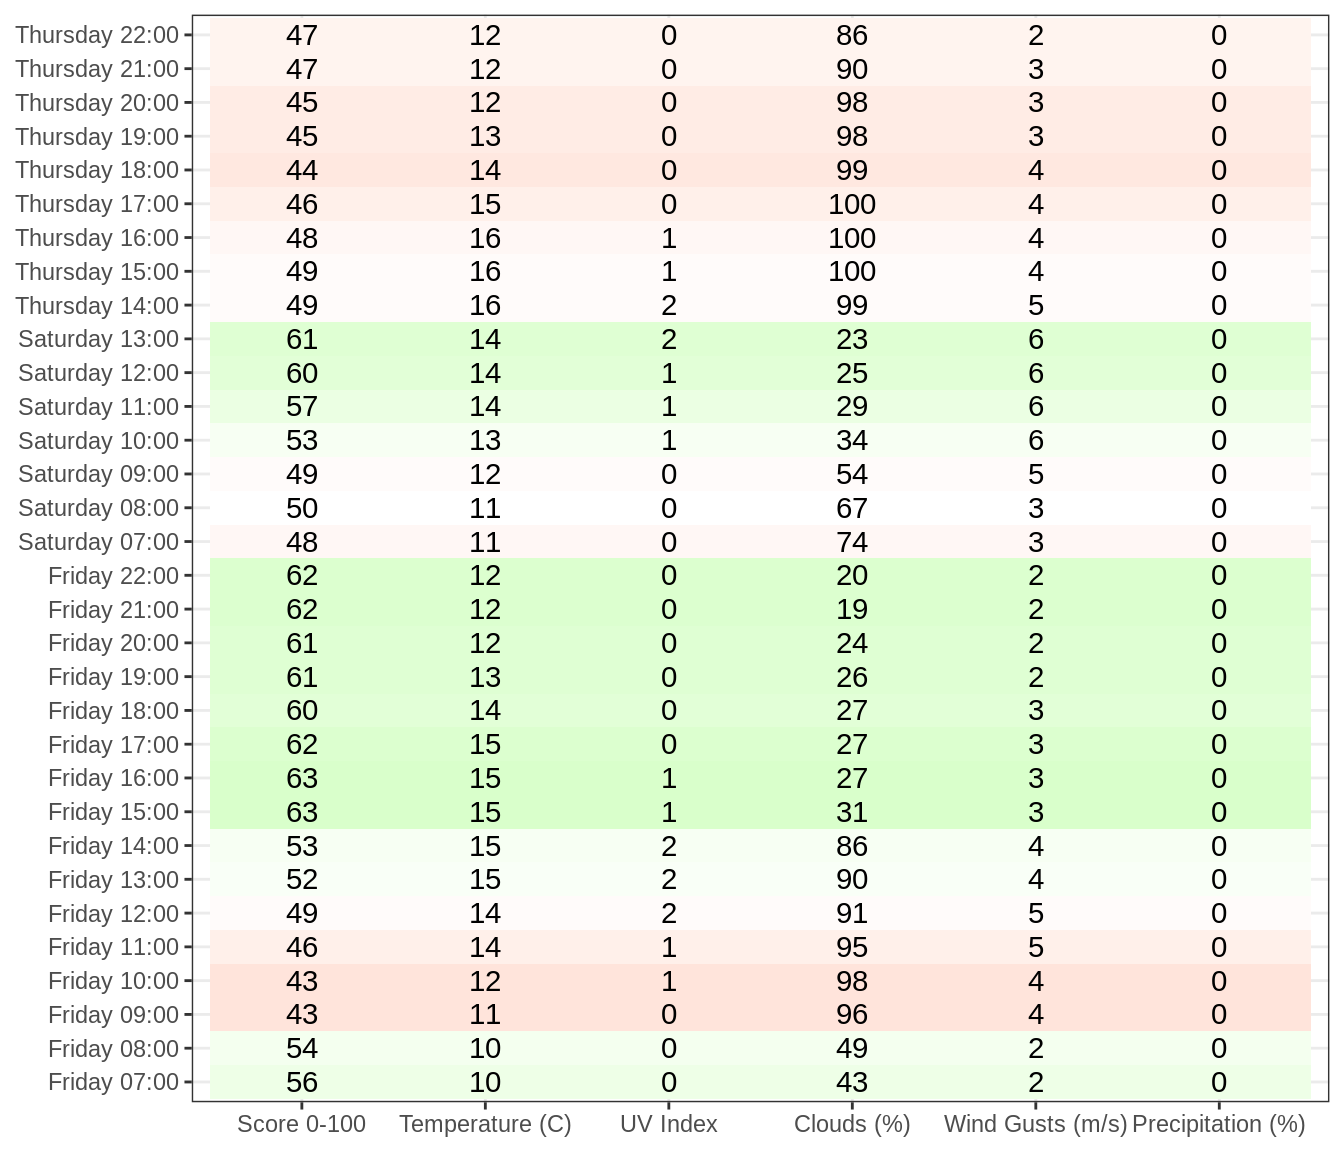 Thursday 22:00 47 12 0 86 2 0
Thursday 21:00 47 12 0 90 3 0
Thursday 20:00 45 12 0 98 3 0
Thursday 19:00 45 13 0 98 3 0
Thursday 18:00 44 14 0 99 4 0
Thursday 17:00 46 15 0 100 4 0
Thursday 16:00 48 16 1 100 4 0
Thursday 15:00 49 16 1 100 4 0
Thursday 14:00 49 16 2 99 5 0
Saturday 13:00 61 14 2 23 6 0
Saturday 12:00 60 14 1 25 6 0
Saturday 11:00 57 14 1 29 6 0
Saturday 10:00 53 13 1 34 6 0
Saturday 09:00 49 12 0 54 5 0
Saturday 08:00 50 11 0 67 3 0
Saturday 07:00 48 11 0 74 3 0
Friday 22:00 62 12 0 20 2 0
Friday 21:00 62 12 0 19 2 0
Friday 20:00 61 12 0 24 2 0
Friday 19:00 61 13 0 26 2 0
Friday 18:00 60 14 0 27 3 0
Friday 17:00 62 15 0 27 3 0
Friday 16:00 63 15 1 27 3 0
Friday 15:00 63 15 1 31 3 0
Friday 14:00 53 15 2 86 4 0
Friday 13:00 52 15 2 90 4 0
Friday 12:00 49 14 2 91 5 0
Friday 11:00 46 14 1 95 5 0
Friday 10:00 43 12 1 98 4 0
Friday 09:00 43 11 0 96 4 0
Friday 08:00 54 10 0 49 2 0
Friday 07:00 56 10 0 43 2 0
Score 0-100 Temperature (C) UV Index Clouds (%) Wind Gusts (m/s) Precipitation (%)